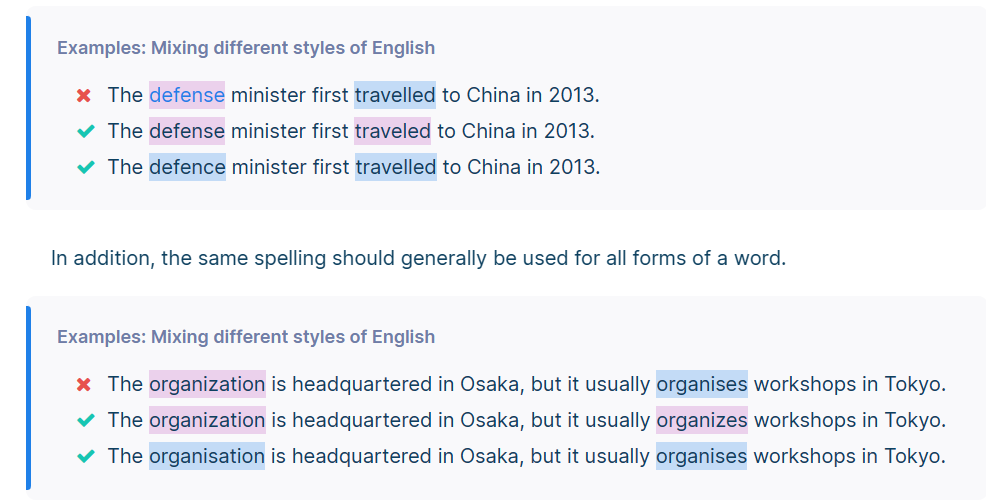 Examples: Mixing different styles of English
The defense minister first travelled to China in 2013.
The defense minister first traveled to China in 2013.
The defence minister first travelled to China in 2013.
In addition, the same spelling should generally be used for all forms of a word.
Examples: Mixing different styles of English
The organization is headquartered in Osaka, but it usually organises workshops in Tokyo.
The organization is headquartered in Osaka, but it usually organizes workshops in Tokyo.
The organisation is headquartered in Osaka, but it usually organises workshops in Tokyo.